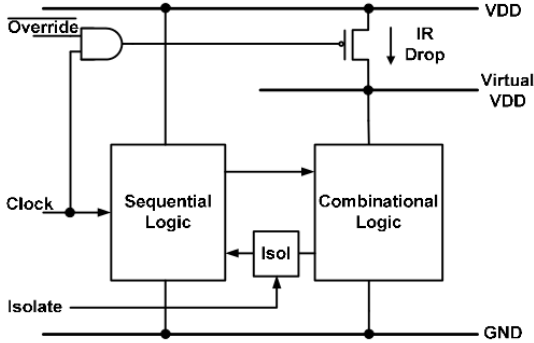 VDD
Override
IR
Drop
Virtual
VDD
Sequential
Logic
Combinational
Logic
Clock
Isol
Isolate
GND